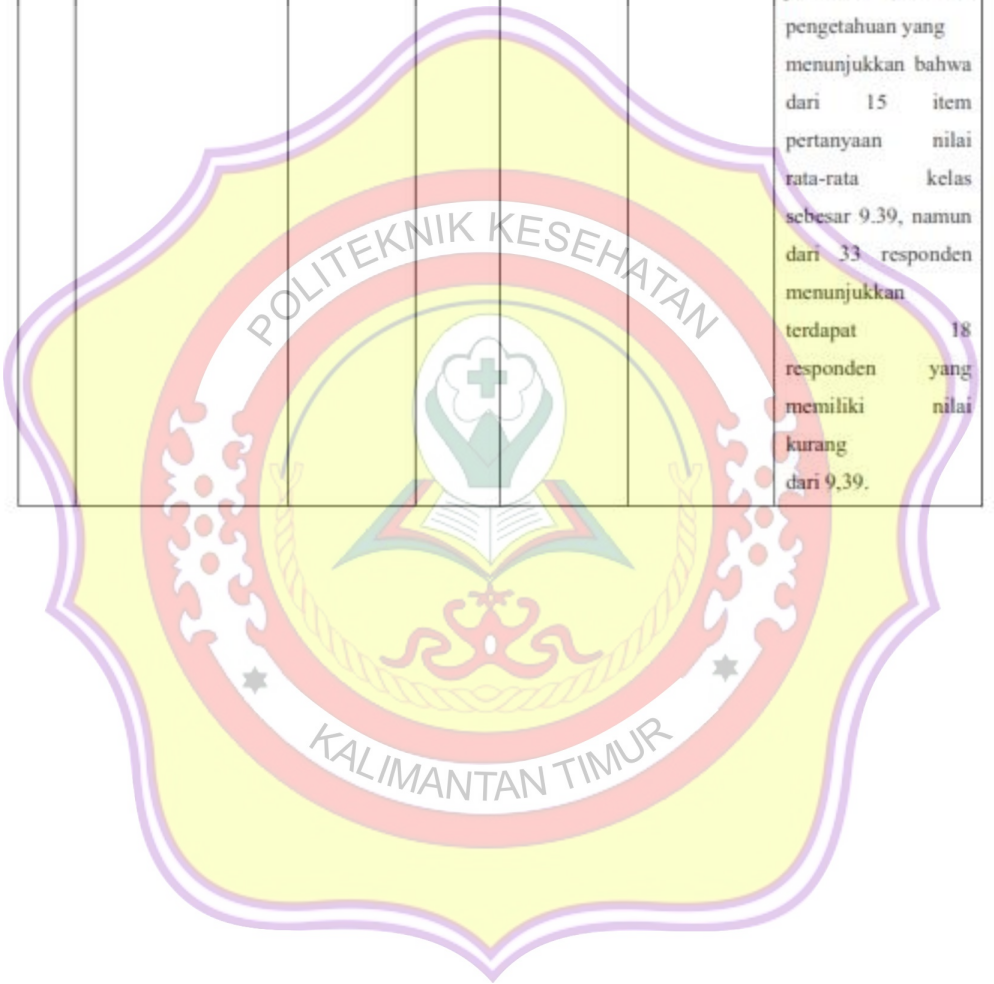 pengetahuan yang
menunjukkan bahwa
dari 15 item
pertanyaan nilai
rata-rata kelas
sebesar 9.39, namun
dari 33 responden
menunjukkan
terdapat 18
responden yang
memiliki nilai
kurang
dari 9,39.
POLITEKNIK KESEHATAN
KALIMANTAN TIMUR